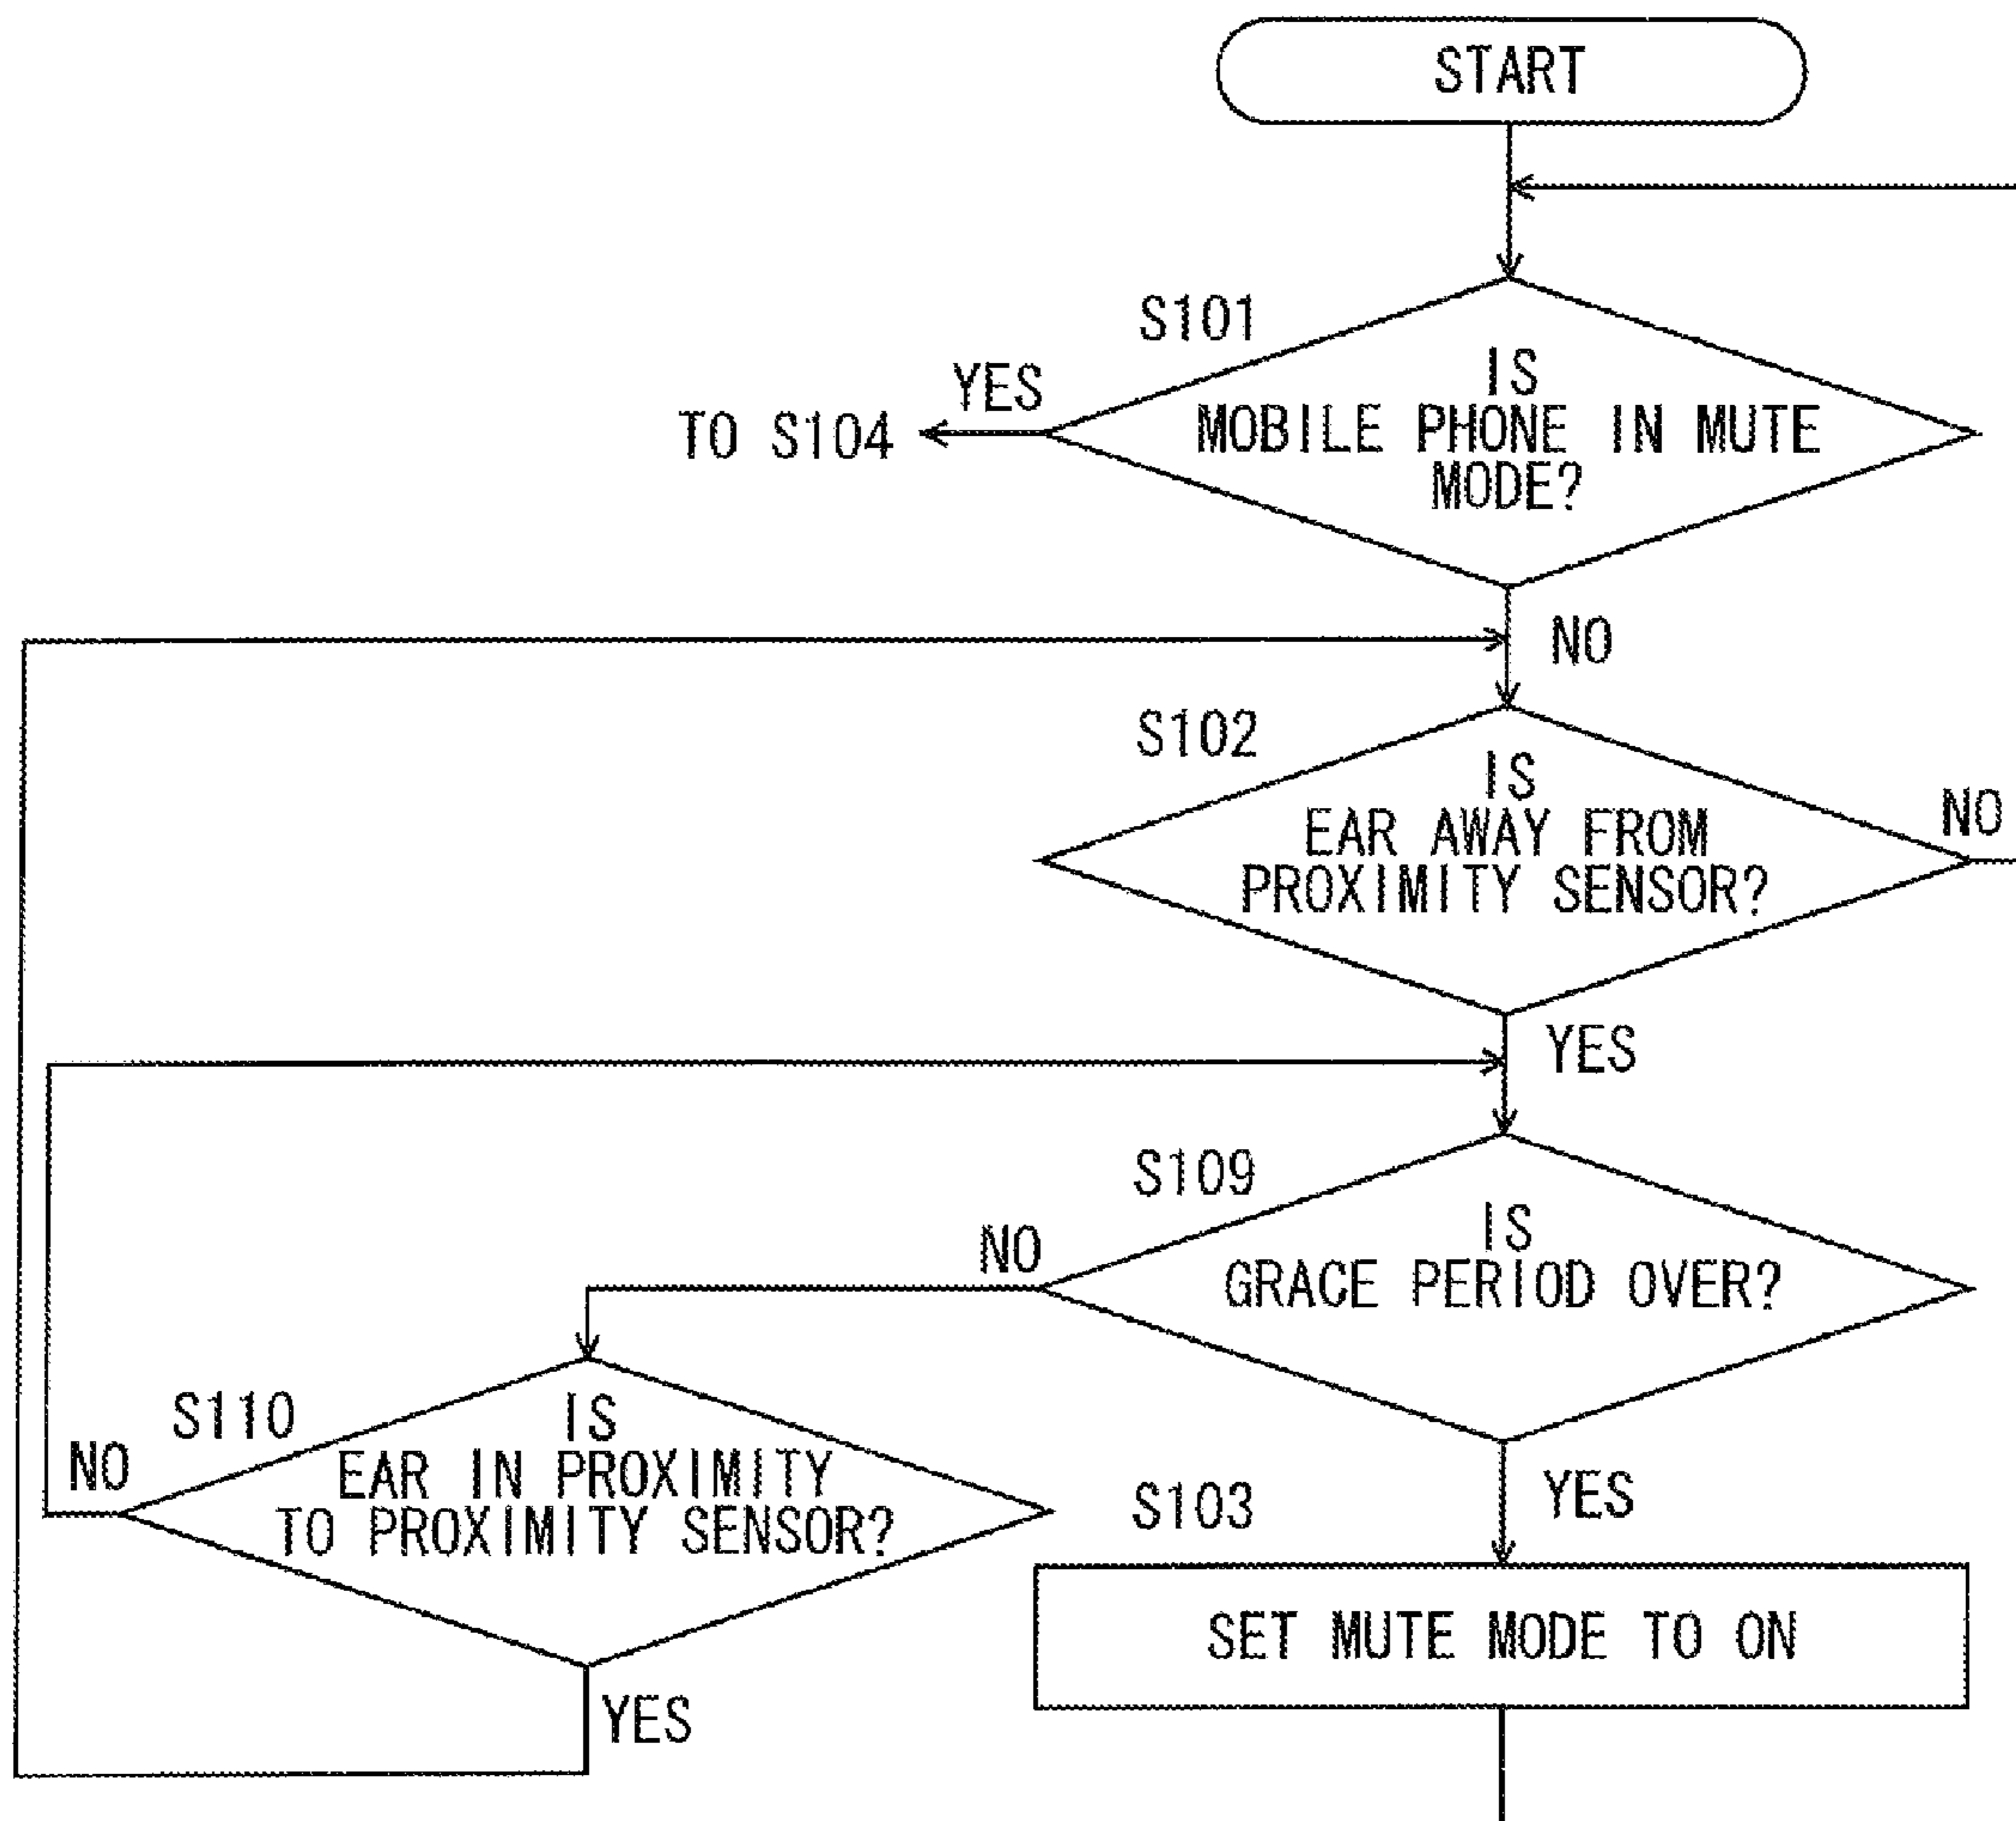 START
S101
IS
MOBILE PHONE IN MUTE
MODE?
YES
TO S104
NO
S102
IS
EAR AWAY FROM
PROXIMITY SENSOR?
NO
YES
S109
IS
GRACE PERIOD OVER?
NO
S110
IS
EAR IN PROXIMITY
TO PROXIMITY SENSOR?
NO
YES
YES
S103
SET MUTE MODE TO ON